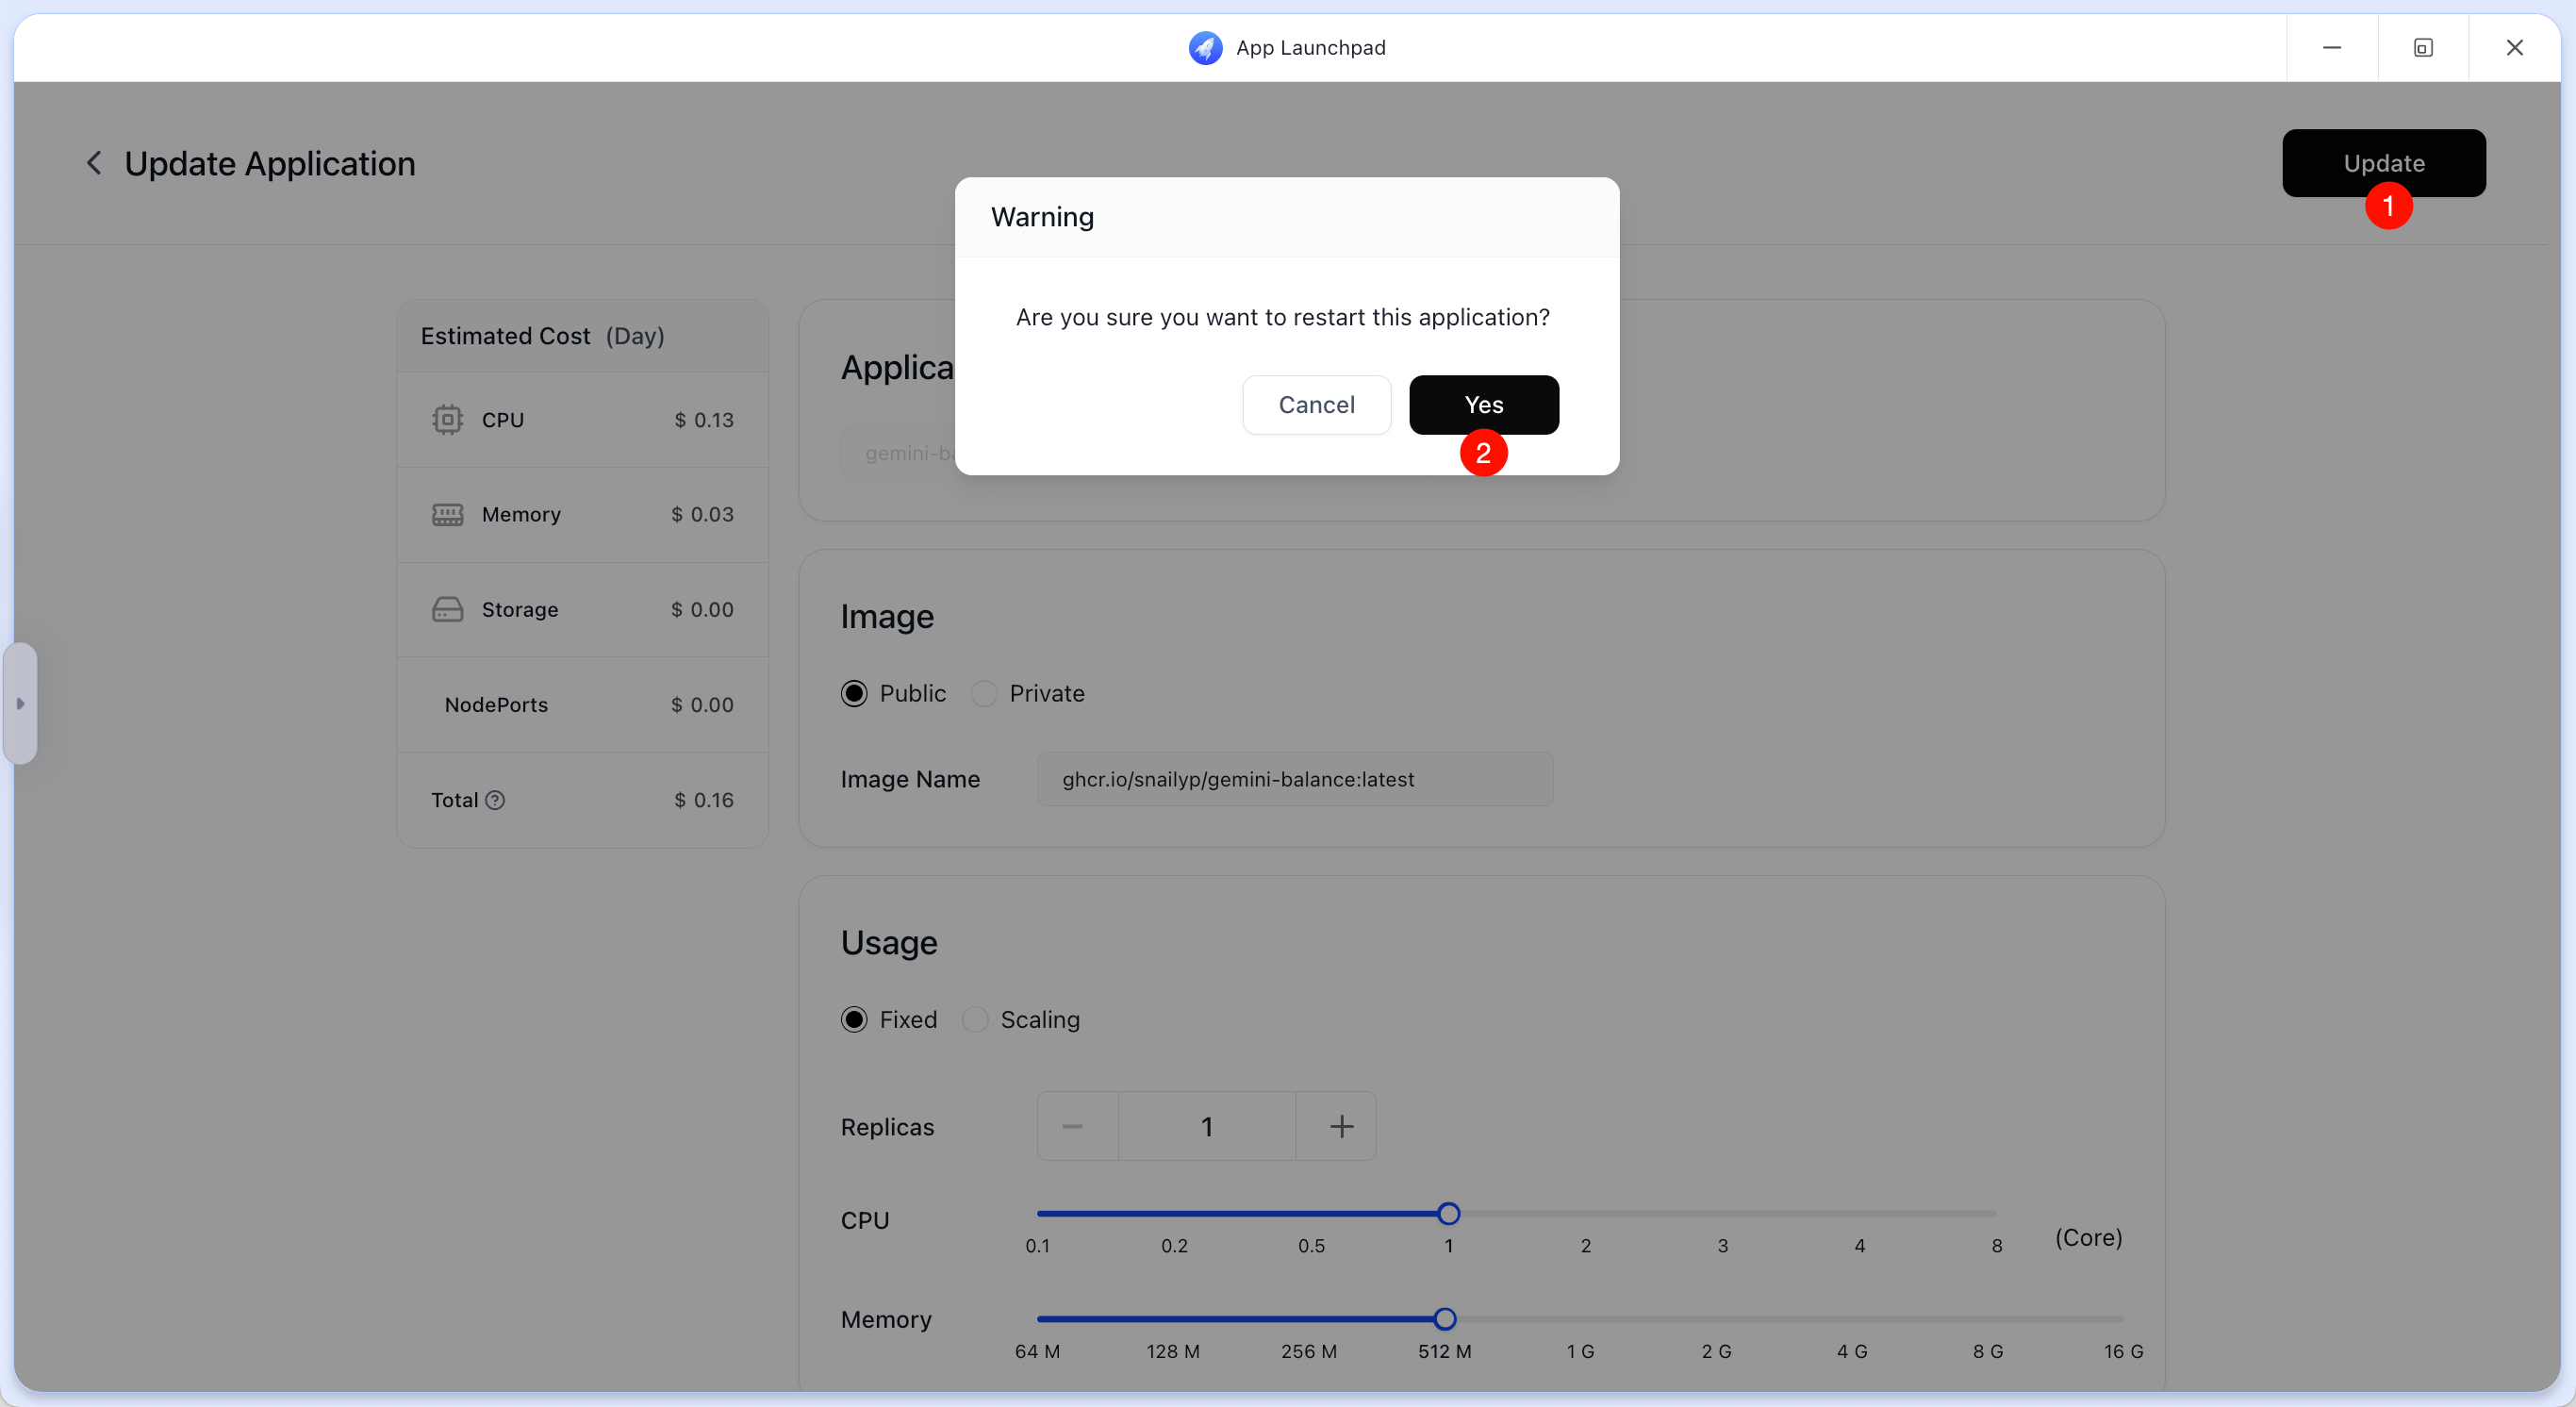 App Launchpad
Update Application
Update
1
Warning
Are you sure you want to restart this application?
Cancel
Yes
2
Estimated Cost (Day)
CPU $ 0.13
Memory $ 0.03
Storage $ 0.00
NodePorts $ 0.00
Total ? $ 0.16
Applica
gemini-ba
Image
Public Private
Image Name ghcr.io/snailyp/gemini-balance:latest
Usage
Fixed Scaling
Replicas − 1 +
CPU
0.1 0.2 0.5 1 2 3 4 8 (Core)
Memory
64 M 128 M 256 M 512 M 1 G 2 G 4 G 8 G 16 G